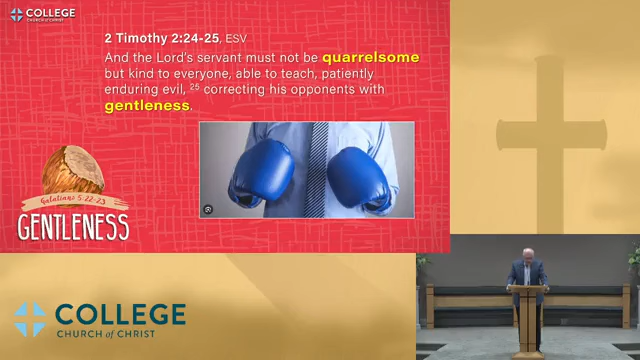 COLLEGE
CHURCH of CHRIST
2 Timothy 2:24-25, ESV
And the Lord's servant must not be quarrelsome
but kind to everyone, able to teach, patiently
enduring evil, 25 correcting his opponents with
gentleness.
Galatians 5:22-23
GENTLENESS
COLLEGE
CHURCH of CHRIST